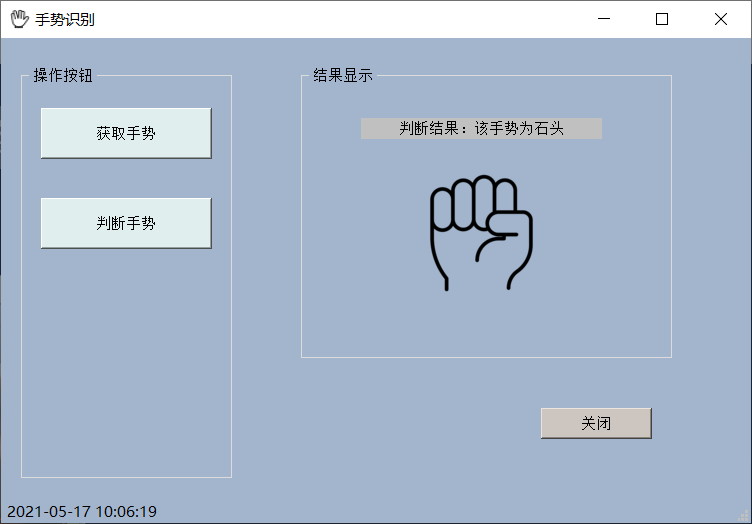 手势识别
操作按钮
获取手势
判断手势
结果显示
判断结果：该手势为石头
关闭
2021-05-17 10:06:19